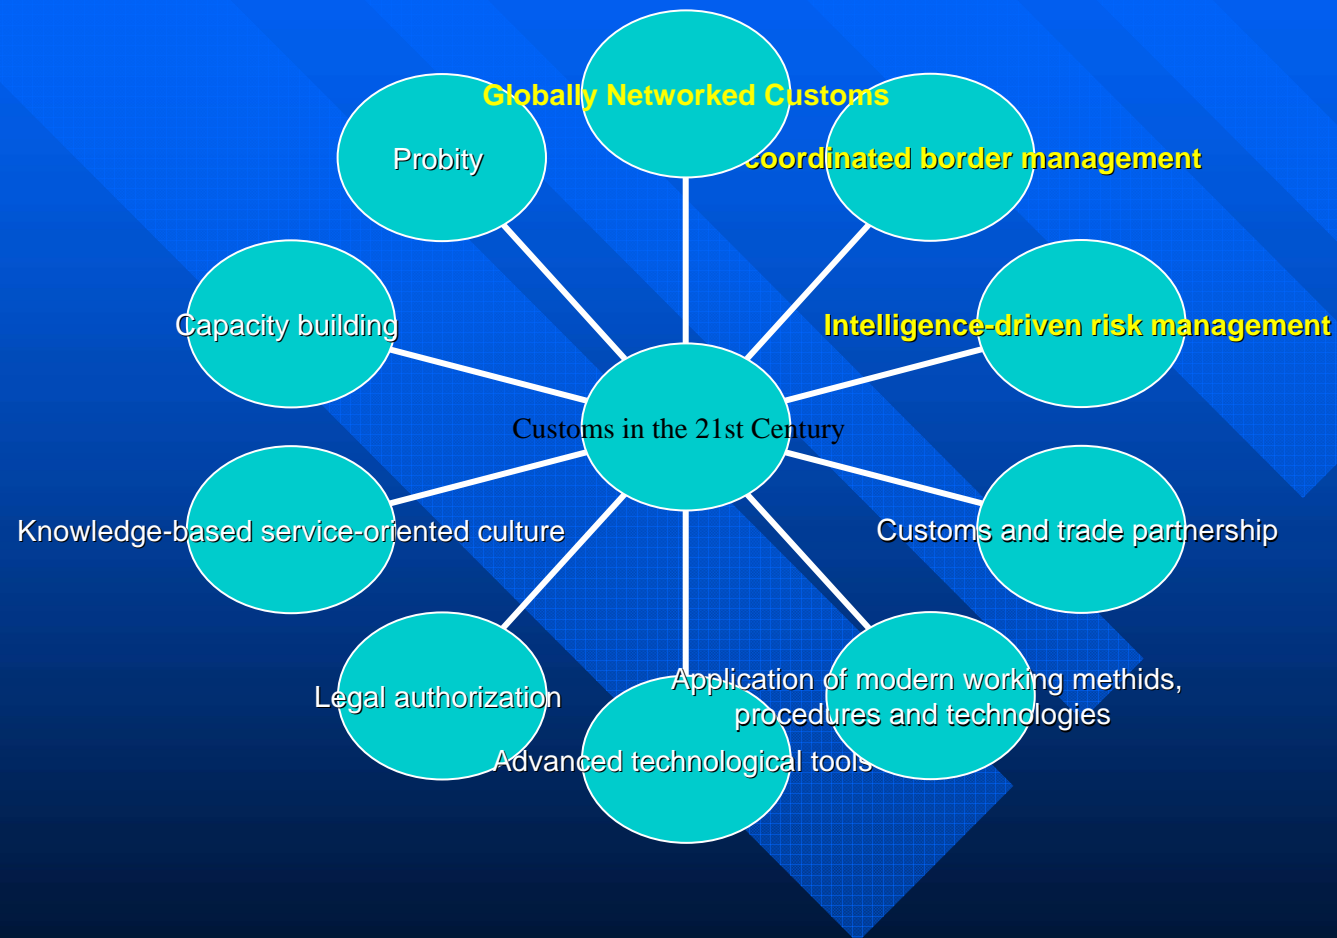 Globally Networked Customs
Probity
coordinated border management
Capacity building
Intelligence-driven risk management
Customs in the 21st Century
Knowledge-based service-oriented culture
Customs and trade partnership
Legal authorization
Application of modern working methids,
procedures and technologies
Advanced technological tools